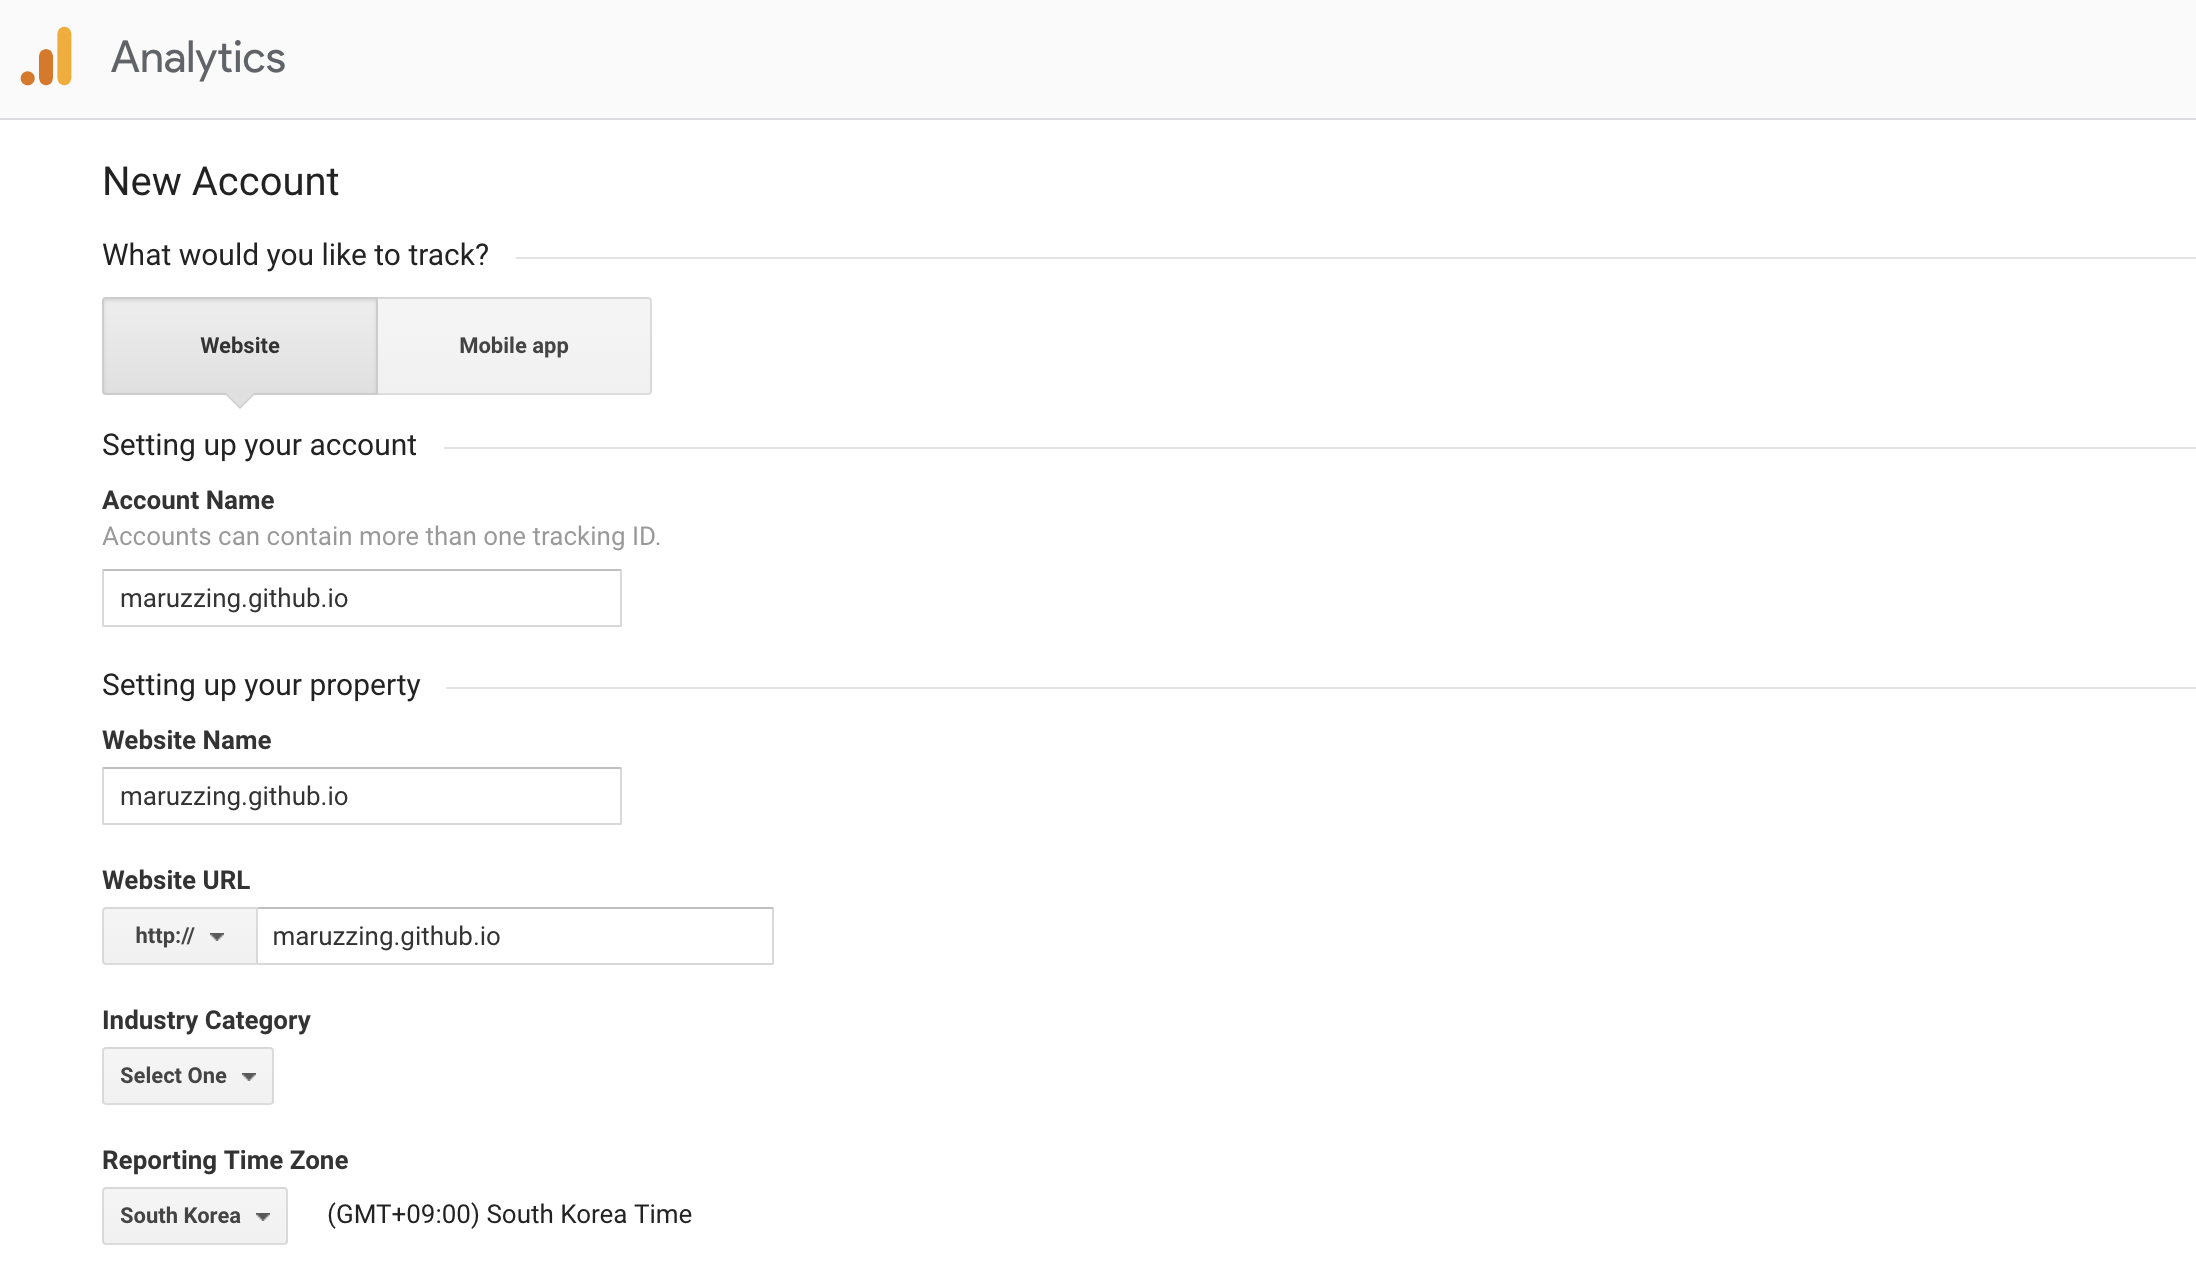 Analytics
New Account
What would you like to track?
Website Mobile app
Setting up your account
Account Name
Accounts can contain more than one tracking ID.
maruzzing.github.io
Setting up your property
Website Name
maruzzing.github.io
Website URL
http:// maruzzing.github.io
Industry Category
Select One
Reporting Time Zone
South Korea (GMT+09:00) South Korea Time